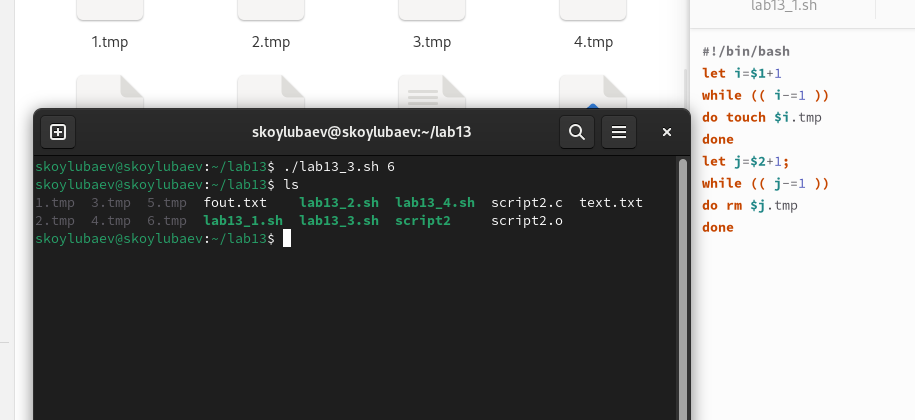 lab13_1.sh
1.tmp
2.tmp
3.tmp
4.tmp
skoylubaev@skoylubaev:~/lab13
skoylubaev@skoylubaev:~/lab13$ ./lab13_3.sh 6
skoylubaev@skoylubaev:~/lab13$ ls
1.tmp 3.tmp 5.tmp fout.txt lab13_2.sh lab13_4.sh script2.c text.txt
2.tmp 4.tmp 6.tmp lab13_1.sh lab13_3.sh script2 script2.o
skoylubaev@skoylubaev:~/lab13$
#!/bin/bash
let i=$1+1
while (( i-=1 ))
do touch $i.tmp
done
let j=$2+1;
while (( j-=1 ))
do rm $j.tmp
done